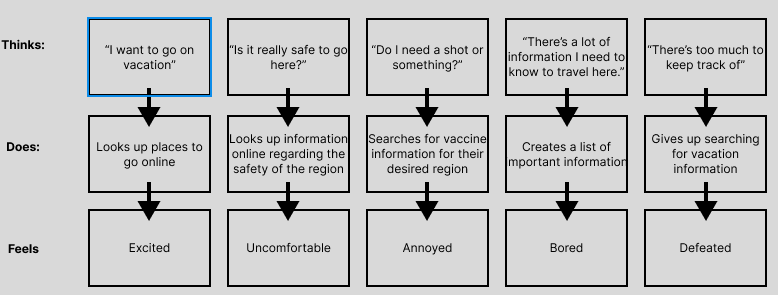 Thinks:
“I want to go on
vacation”
“Is it really safe to go
here?”
“Do I need a shot or
something?”
“There’s a lot of
information I need to
know to travel here.”
“There’s too much to
keep track of”
Does:
Looks up places to
go online
Looks up information
online regarding the
safety of the region
Searches for vaccine
information for their
desired region
Creates a list of
important information
Gives up searching
for vacation
information
Feels
Excited
Uncomfortable
Annoyed
Bored
Defeated